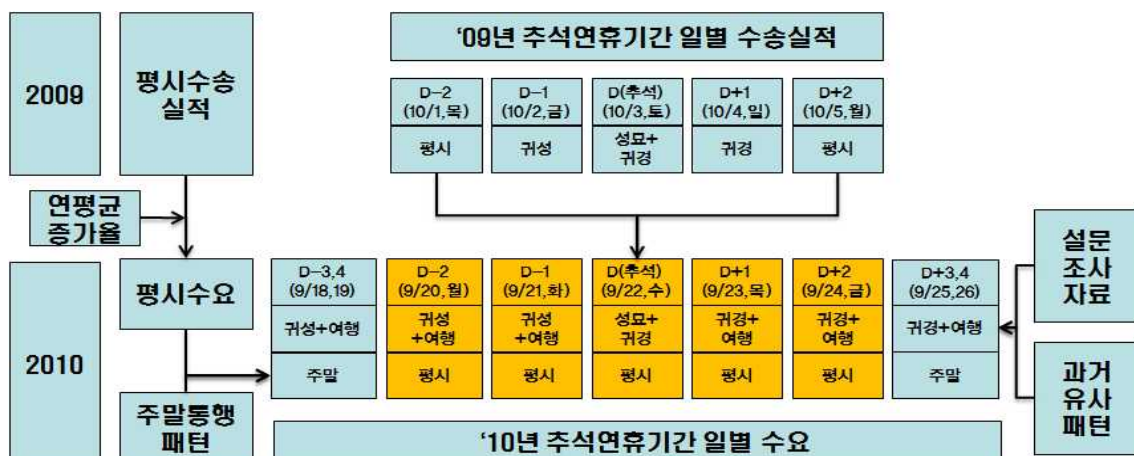 '09년 추석연휴기간 일별 수송실적
2009
평시수송
실적
D-2
(10/1,목)
평시
D-1
(10/2,금)
귀성
D(추석)
(10/3,토)
성묘+
귀경
D+1
(10/4,일)
귀경
D+2
(10/5,월)
평시
연평균
증가율
2010
평시수요
주말통행
패턴
D-3,4
(9/18,19)
귀성+여행
주말
D-2
(9/20,월)
귀성
+여행
평시
D-1
(9/21,화)
귀성
+여행
평시
D(추석)
(9/22,수)
성묘+
귀경
평시
D+1
(9/23,목)
귀경+
여행
평시
D+2
(9/24,금)
귀경+
여행
평시
D+3,4
(9/25,26)
귀경+여행
주말
설문
조사
자료
과거
유사
패턴
'10년 추석연휴기간 일별 수요